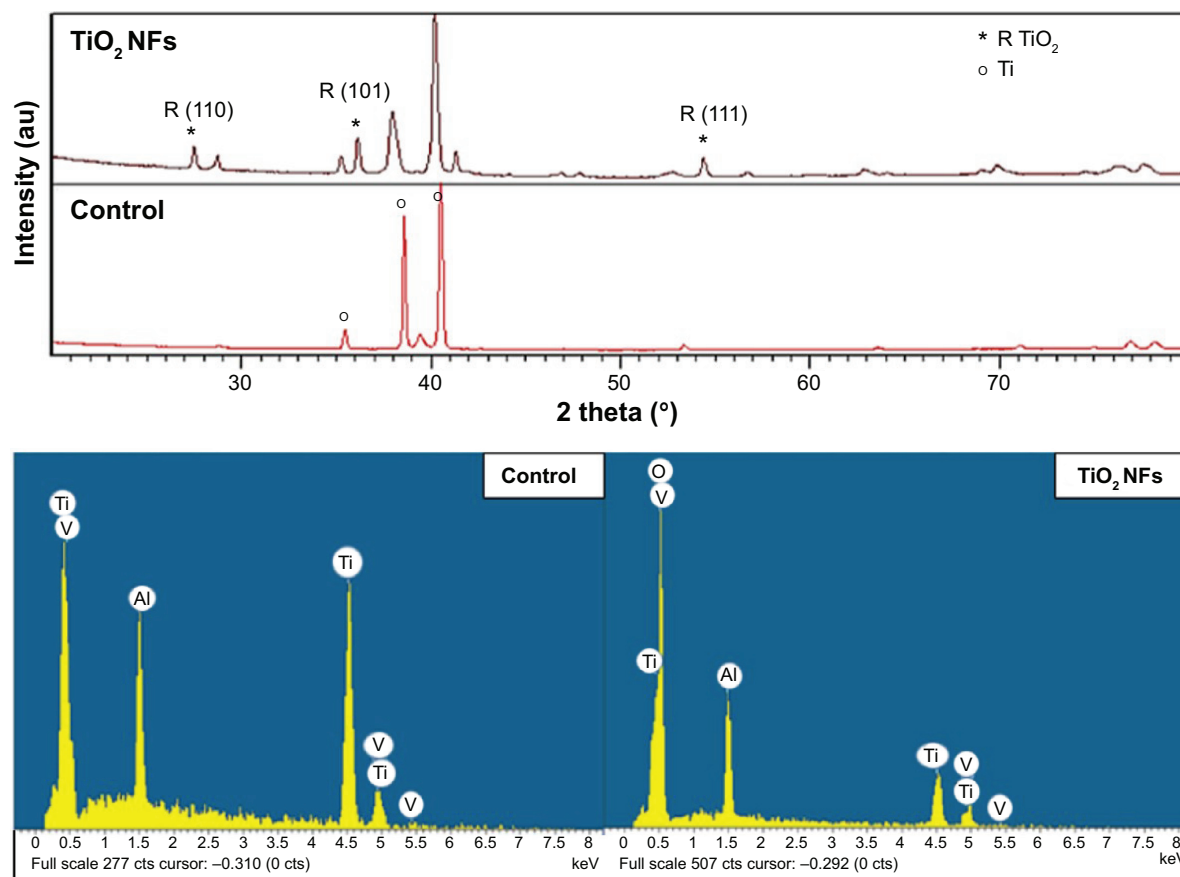 TiO₂ NFs
* R TiO₂
o Ti
R (110)
*
R (101)
*
R (111)
*
Intensity (au)
Control
o
o
o
30 40 50 60 70
2 theta (°)
Control
Ti
V
Al
Ti
V
Ti
V
0 0.5 1 1.5 2 2.5 3 3.5 4 4.5 5 5.5 6 6.5 7 7.5 8
Full scale 277 cts cursor: –0.310 (0 cts) keV
TiO₂ NFs
O
V
Ti
Al
Ti
V
Ti
V
0 0.5 1 1.5 2 2.5 3 3.5 4 4.5 5 5.5 6 6.5 7 7.5 8
Full scale 507 cts cursor: –0.292 (0 cts) keV